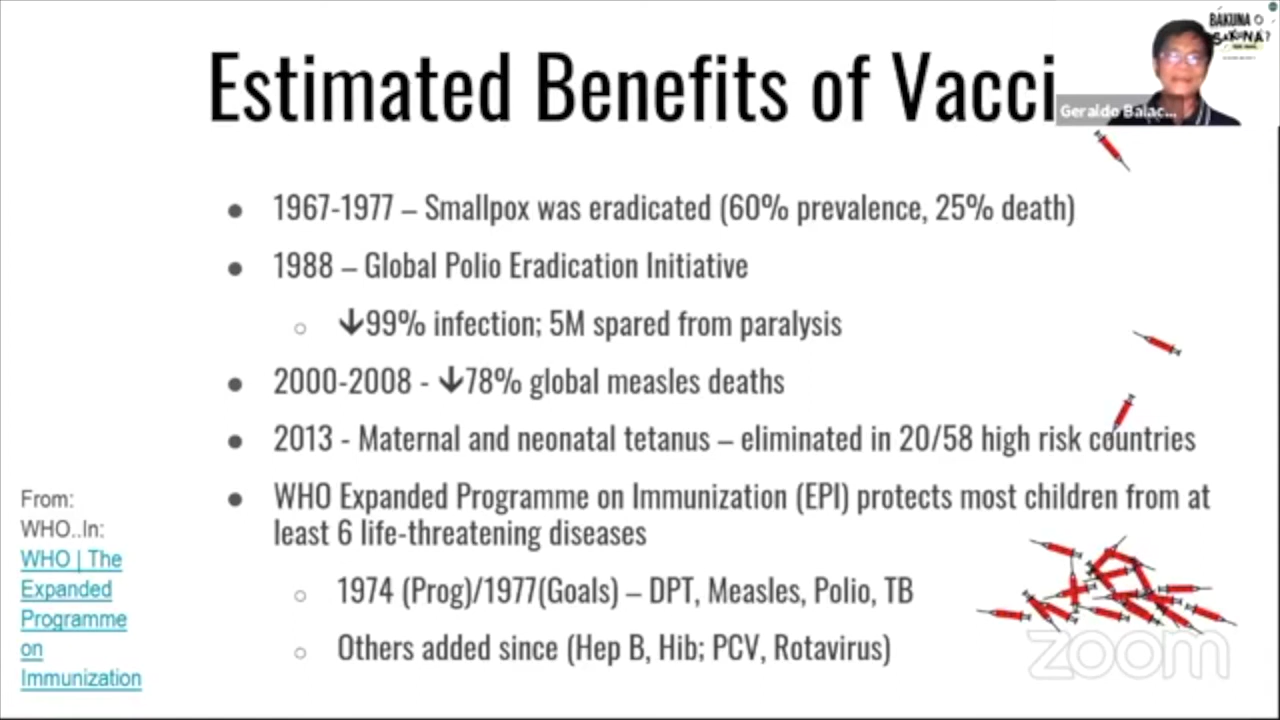 BAKUNA O
SAKUNA?
Estimated Benefits of Vacci
Geraldo Balac...
● 1967-1977 – Smallpox was eradicated (60% prevalence, 25% death)
● 1988 – Global Polio Eradication Initiative
○ ↓99% infection; 5M spared from paralysis
● 2000-2008 - ↓78% global measles deaths
● 2013 - Maternal and neonatal tetanus – eliminated in 20/58 high risk countries
● WHO Expanded Programme on Immunization (EPI) protects most children from at
least 6 life-threatening diseases
○ 1974 (Prog)/1977(Goals) – DPT, Measles, Polio, TB
○ Others added since (Hep B, Hib; PCV, Rotavirus)
From:
WHO..In:
WHO | The
Expanded
Programme
on
Immunization
zoom